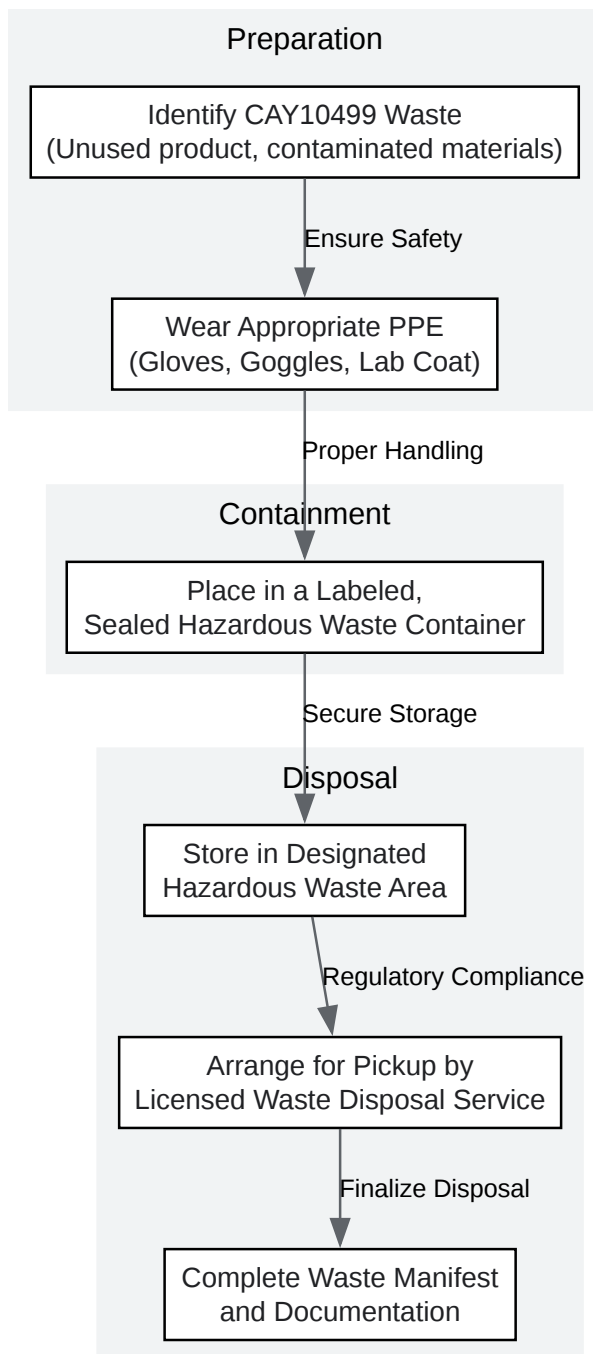 Preparation
Identify CAY10499 Waste
(Unused product, contaminated materials)
Ensure Safety
Wear Appropriate PPE
(Gloves, Goggles, Lab Coat)
Proper Handling
Containment
Place in a Labeled,
Sealed Hazardous Waste Container
Secure Storage
Disposal
Store in Designated
Hazardous Waste Area
Regulatory Compliance
Arrange for Pickup by
Licensed Waste Disposal Service
Finalize Disposal
Complete Waste Manifest
and Documentation